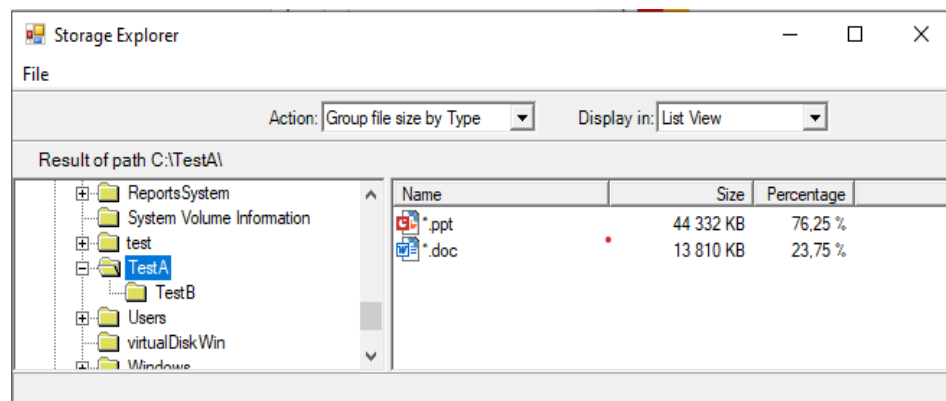 Storage Explorer
File
Action: Group file size by Type Display in: List View
Result of path C:\TestA\
ReportsSystem
System Volume Information
test
TestA
TestB
Users
virtualDiskWin
Windows
Name Size Percentage
*.ppt 44 332 KB 76,25 %
*.doc 13 810 KB 23,75 %